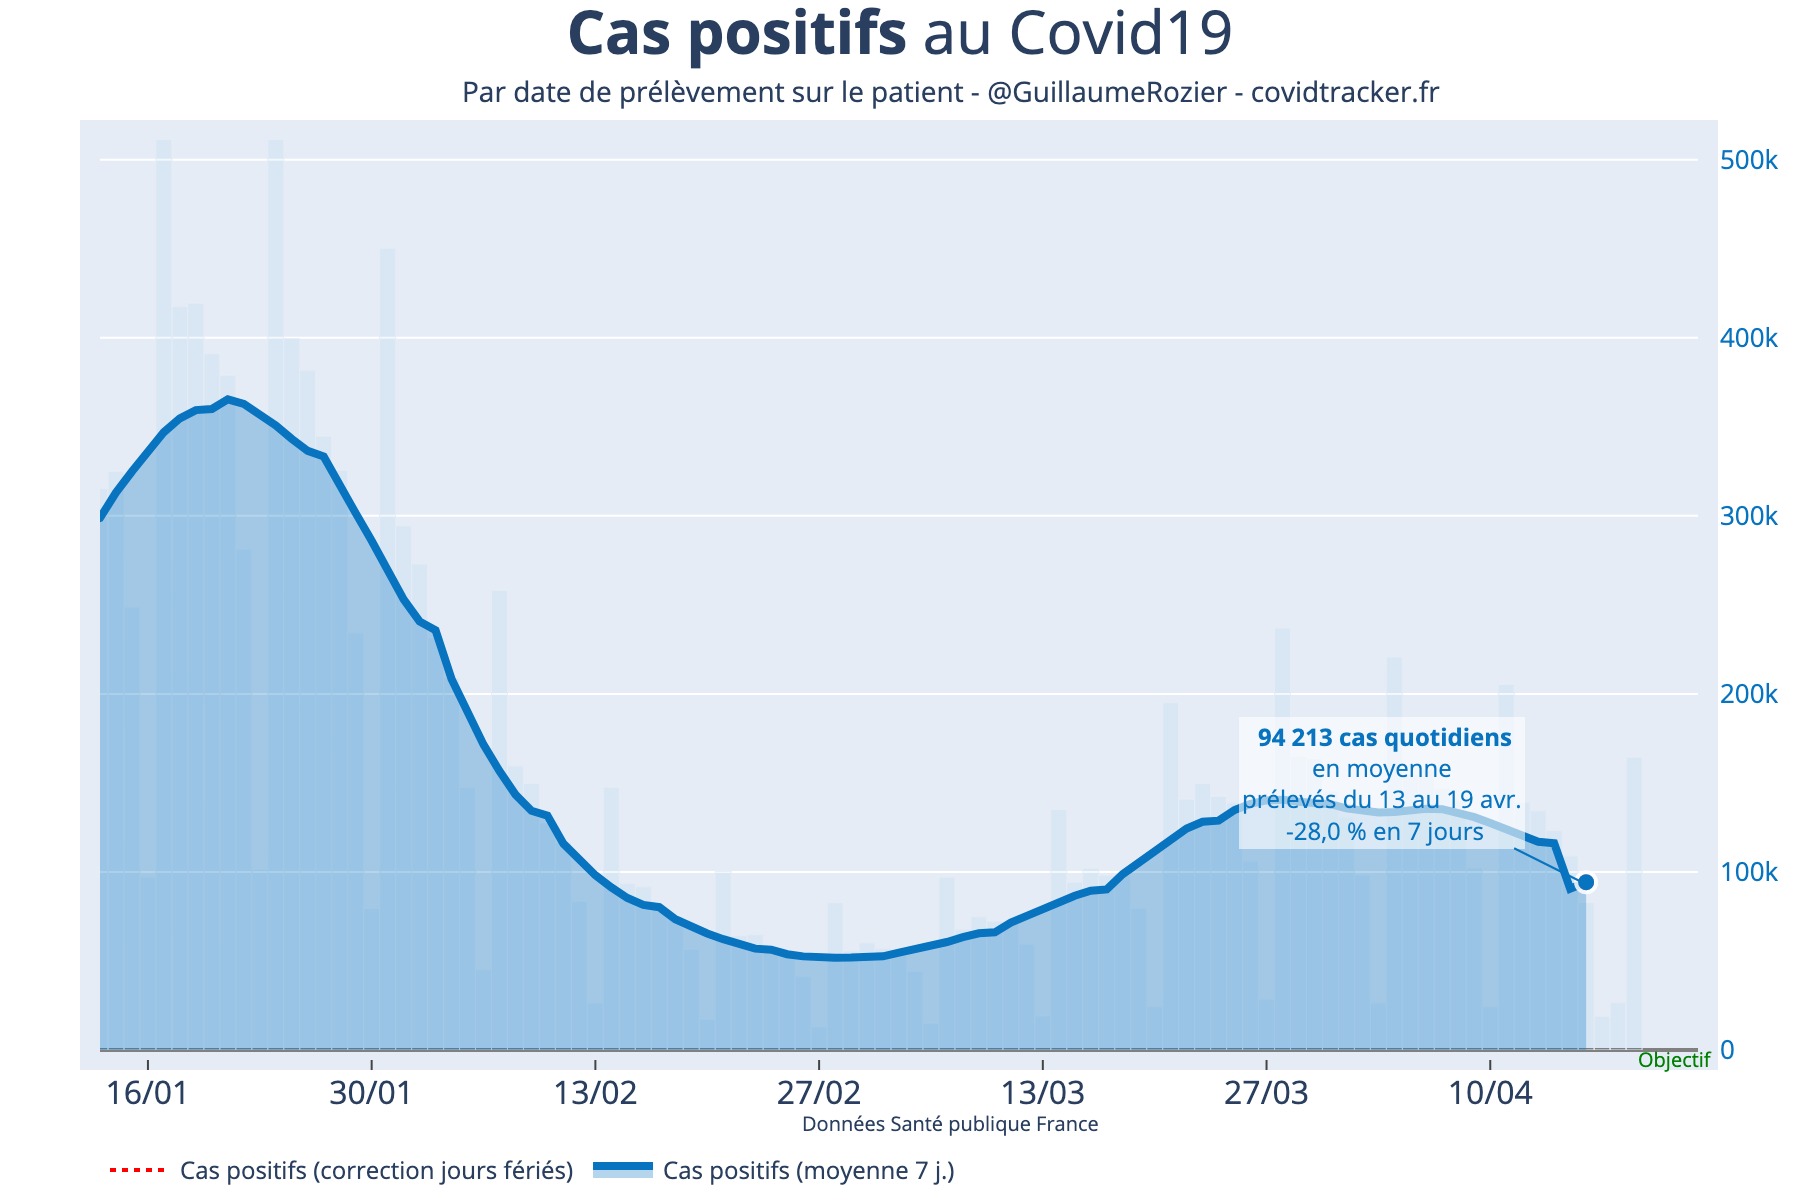 Cas positifs au Covid19
Par date de prélèvement sur le patient - @GuillaumeRozier - covidtracker.fr
500k
400k
300k
200k
94 213 cas quotidiens
en moyenne
prélevés du 13 au 19 avr.
-28,0 % en 7 jours
100k
0
Objectif
16/01
30/01
13/02
27/02
13/03
27/03
10/04
Données Santé publique France
Cas positifs (correction jours fériés)
Cas positifs (moyenne 7 j.)